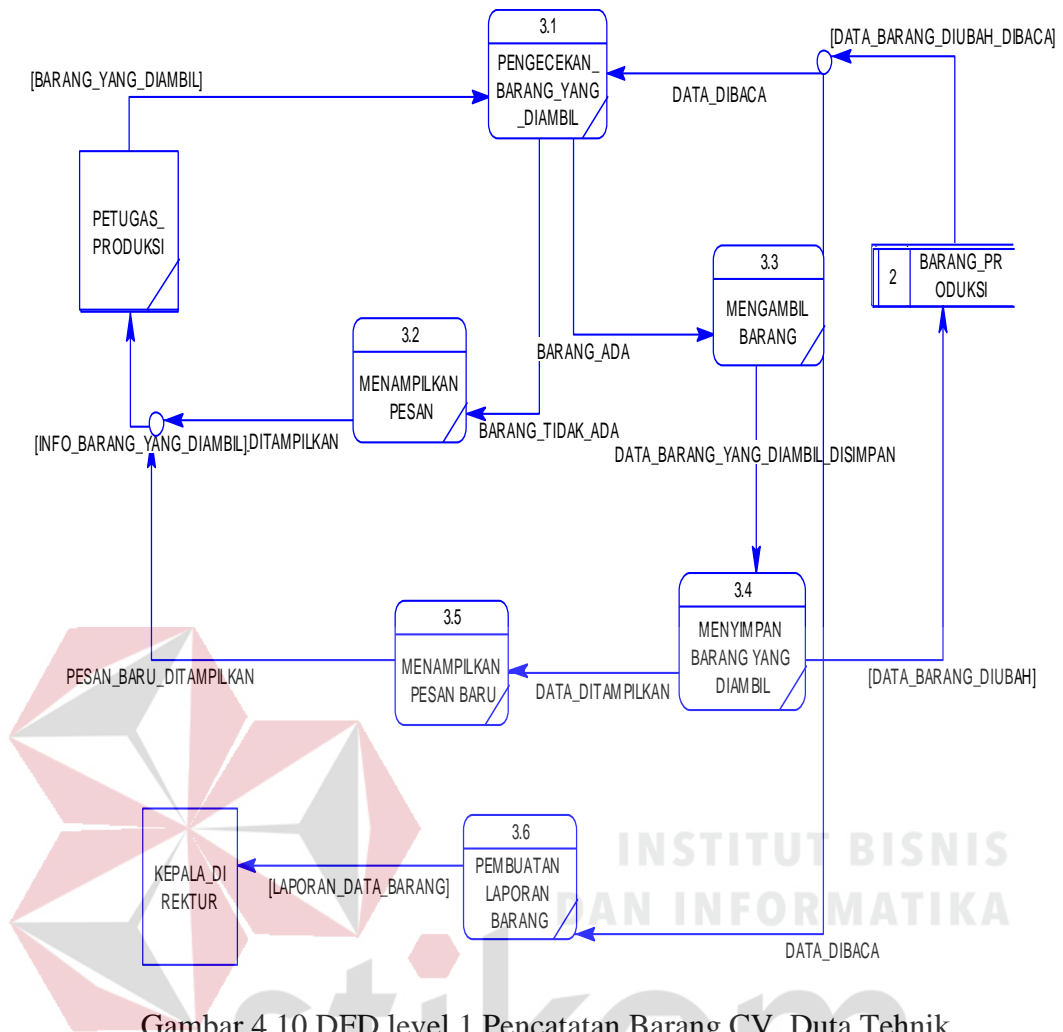 3.1
PENGECEKAN_
BARANG_YANG
_DIAMBIL
[DATA_BARANG_DIUBAH_DIBACA]
[BARANG_YANG_DIAMBIL]
DATA_DIBACA
PETUGAS_
PRODUKSI
3.3
MENGAMBIL
BARANG
2
BARANG_PR
ODUKSI
3.2
MENAMPILKAN
PESAN
BARANG_ADA
BARANG_TIDAK_ADA
[INFO_BARANG_YANG_DIAMBIL]
DITAMPILKAN
DATA_BARANG_YANG_DIAMBIL_DISIMPAN
3.4
MENYIMPAN
BARANG YANG
DIAMBIL
3.5
MENAMPILKAN
PESAN BARU
PESAN_BARU_DITAMPILKAN
DATA_DITAMPILKAN
[DATA_BARANG_DIUBAH]
3.6
PEMBUATAN
LAPORAN
BARANG
KEPALA_DI
REKTUR
[LAPORAN_DATA_BARANG]
DATA_DIBACA
INSTITUT BISNIS
DAN INFORMATIKA
stikom
Gambar 4.10 DFD level 1 Pencatatan Barang CV. Duta Tehnik